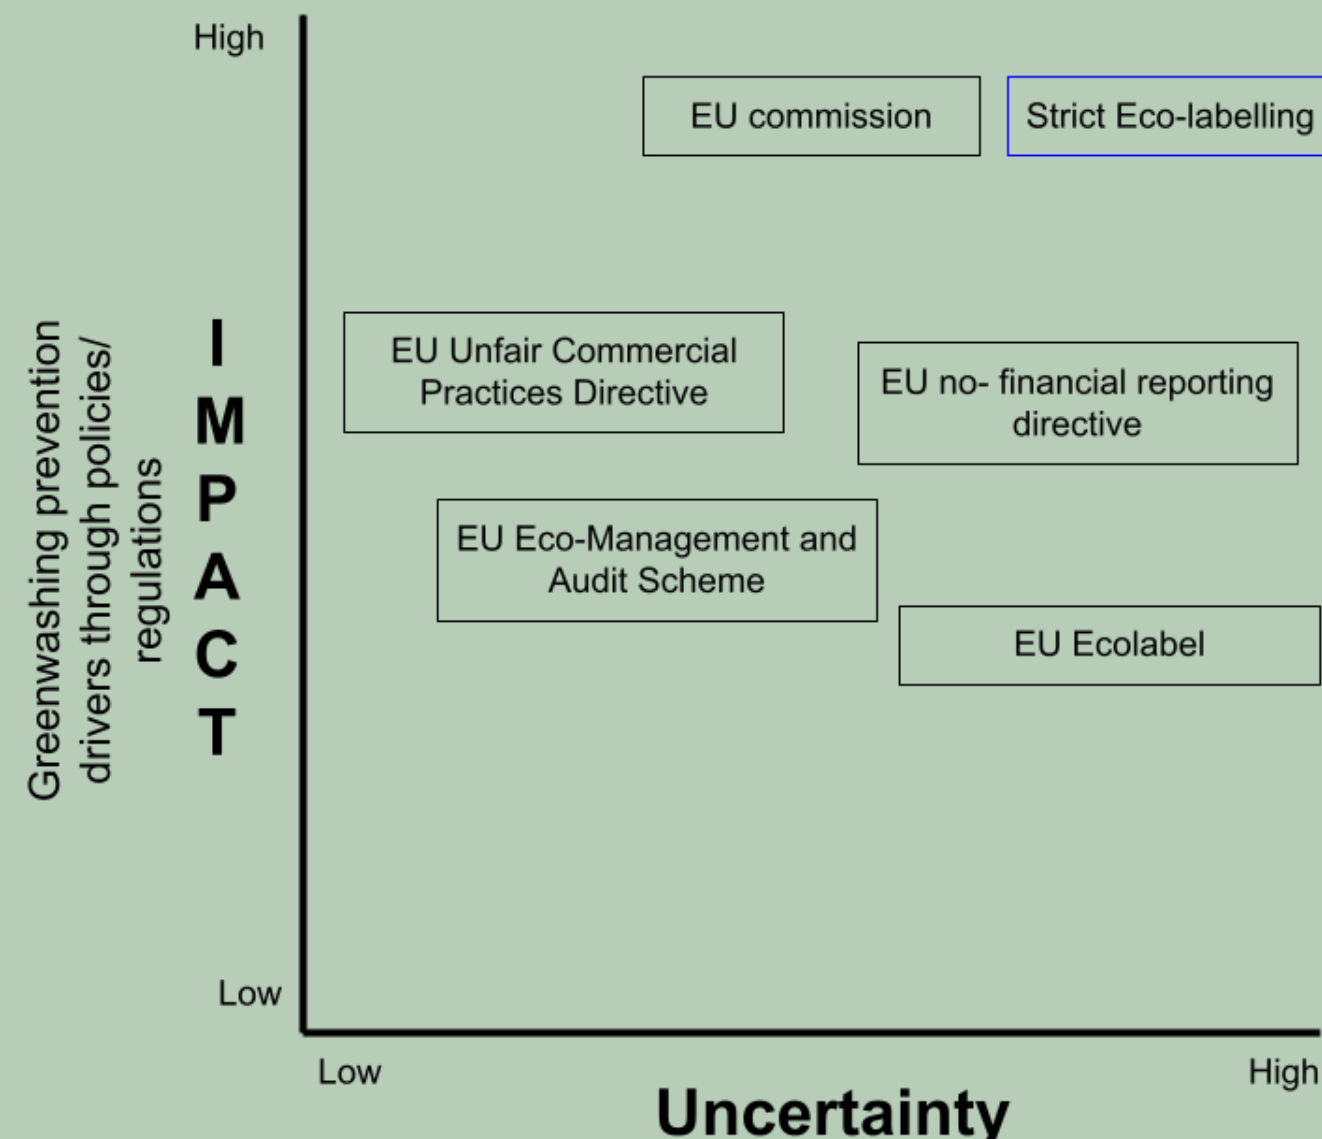 High
EU commission
Strict Eco-labelling
EU Unfair Commercial
Practices Directive
EU no- financial reporting
directive
Greenwashing prevention
drivers through policies/
regulations
I
M
P
A
C
T
EU Eco-Management and
Audit Scheme
EU Ecolabel
Low
Low
High
Uncertainty